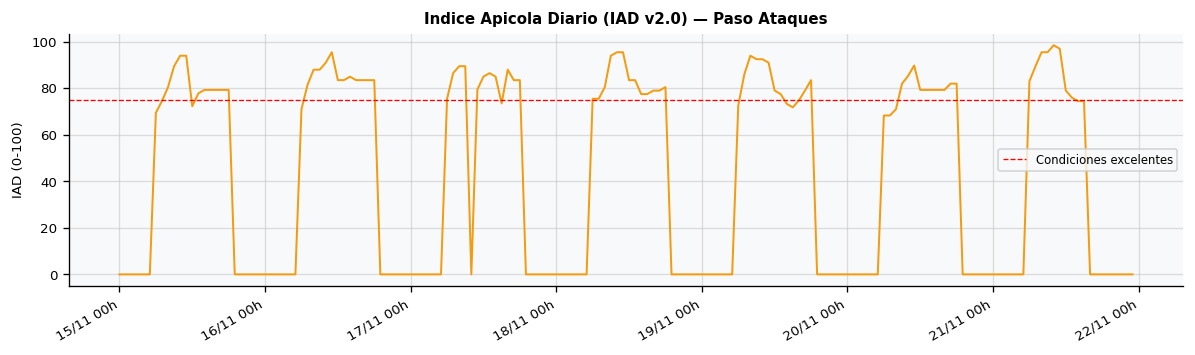 Indice Apicola Diario (IAD v2.0) — Paso Ataques
IAD (0-100)
100
80
60
40
20
0
Condiciones excelentes
15/11 00h
16/11 00h
17/11 00h
18/11 00h
19/11 00h
20/11 00h
21/11 00h
22/11 00h